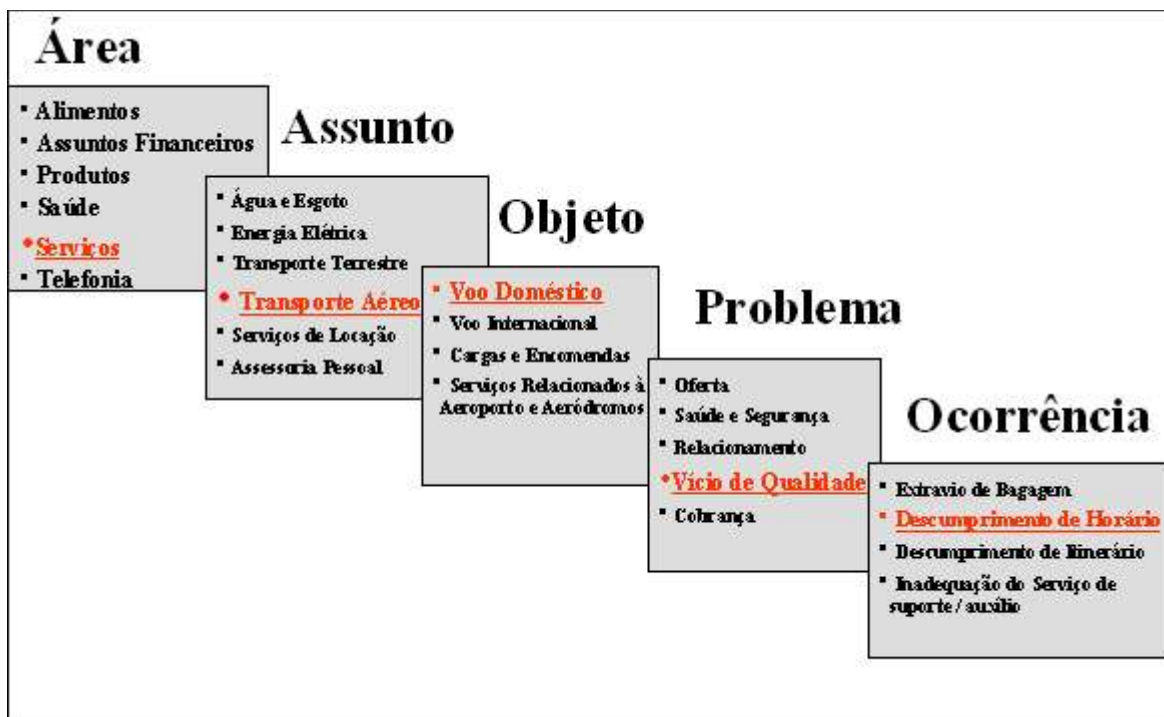 Área
▪ Alimentos
▪ Assuntos Financeiros
▪ Produtos
▪ Saúde
• Serviços
▪ Telefonia
Assunto
▪ Água e Esgoto
▪ Energia Elétrica
▪ Transporte Terrestre
• Transporte Aéreo
▪ Serviços de Locação
▪ Assessoria Pessoal
Objeto
▪ Voo Doméstico
▪ Voo Internacional
▪ Cargas e Encomendas
▪ Serviços Relacionados à
Aeroporto e Aeródromos
Problema
▪ Oferta
▪ Saúde e Segurança
▪ Relacionamento
• Vício de Qualidade
▪ Cobrança
Ocorrência
▪ Extravio de Bagagem
▪ Descumprimento de Horário
▪ Descumprimento de Itinerário
▪ Inadequação do Serviço de
suporte / auxílio